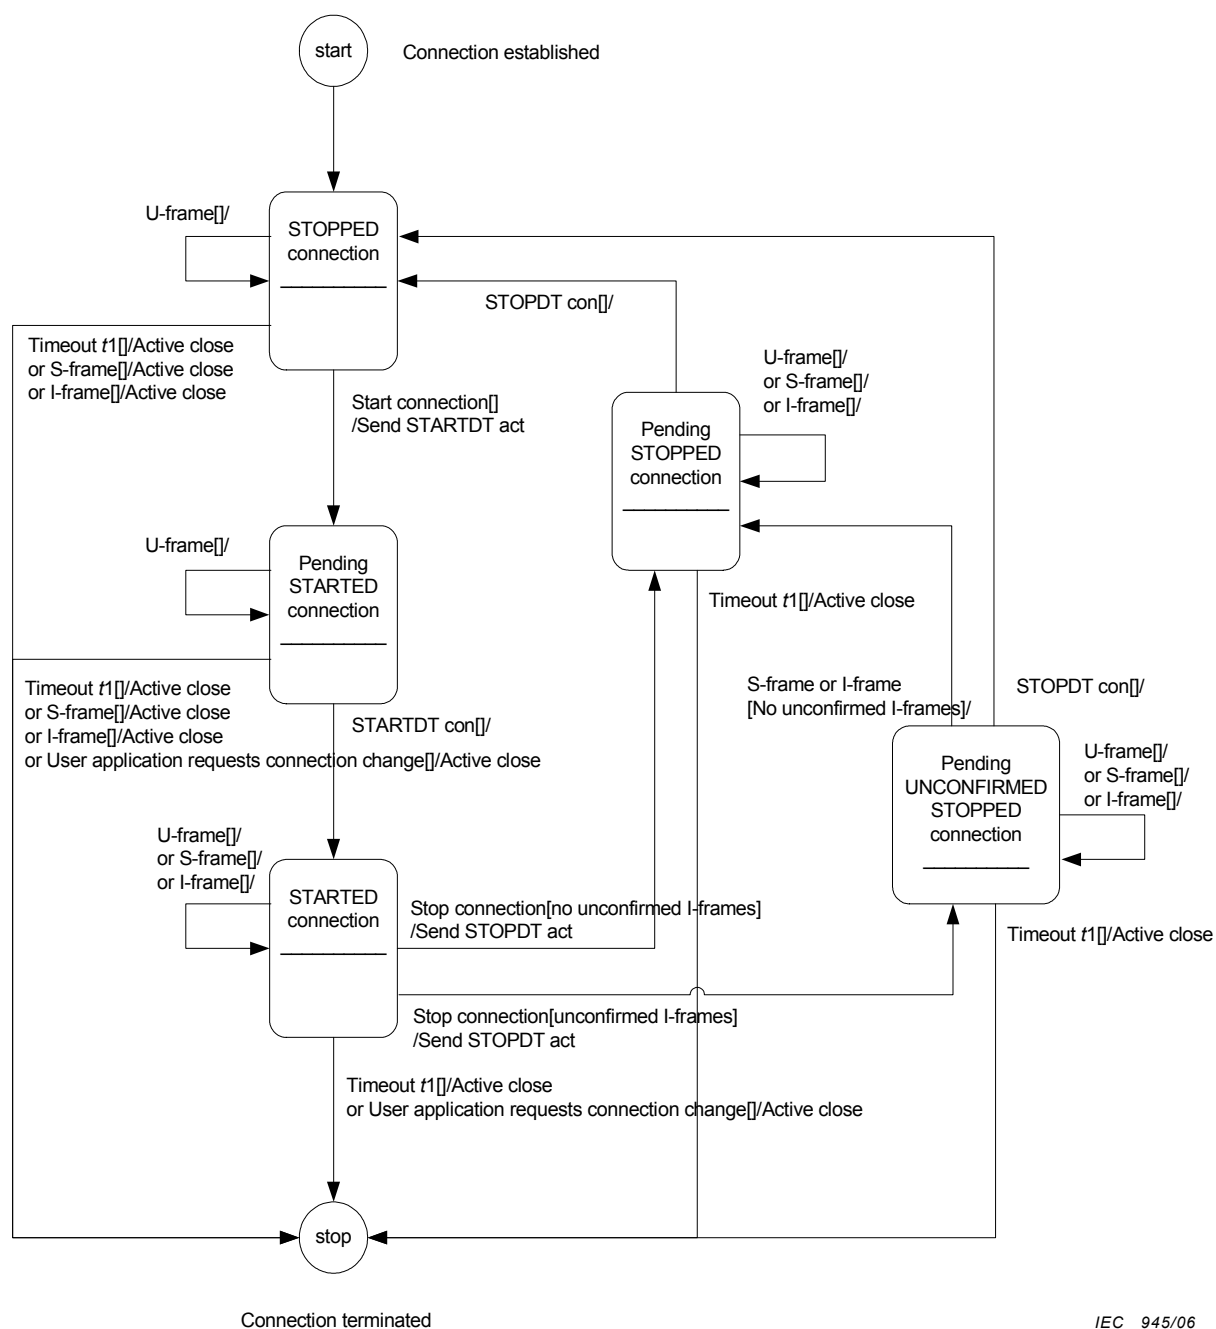 start
Connection established
U-frame[]/
STOPPED
connection
STOPDT con[]/
Timeout t1[]/Active close
or S-frame[]/Active close
or I-frame[]/Active close
U-frame[]/
or S-frame[]/
or I-frame[]/
Start connection[]
/Send STARTDT act
Pending
STOPPED
connection
U-frame[]/
Pending
STARTED
connection
Timeout t1[]/Active close
S-frame or I-frame
[No unconfirmed I-frames]/
STOPDT con[]/
Timeout t1[]/Active close
or S-frame[]/Active close
or I-frame[]/Active close
or User application requests connection change[]/Active close
STARTDT con[]/
Pending
UNCONFIRMED
STOPPED
connection
U-frame[]/
or S-frame[]/
or I-frame[]/
U-frame[]/
or S-frame[]/
or I-frame[]/
STARTED
connection
Stop connection[no unconfirmed I-frames]
/Send STOPDT act
Timeout t1[]/Active close
Stop connection[unconfirmed I-frames]
/Send STOPDT act
Timeout t1[]/Active close
or User application requests connection change[]/Active close
stop
Connection terminated
IEC 945/06